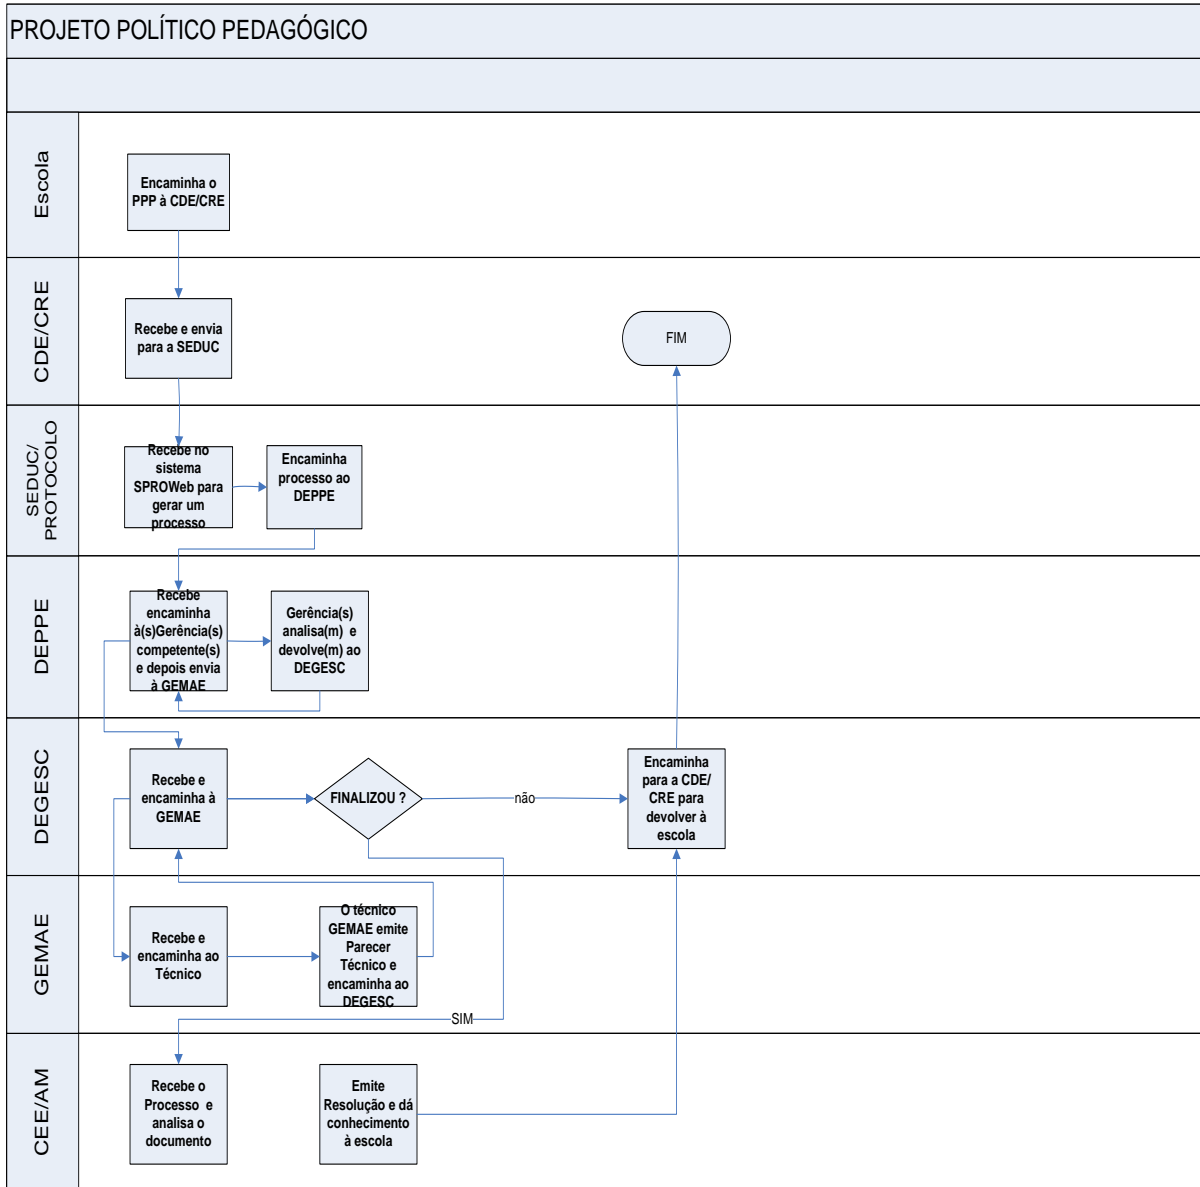 PROJETO POLÍTICO PEDAGÓGICO
Escola
Encaminha o
PPP à CDE/CRE
CDE/CRE
Recebe e envia
para a SEDUC
FIM
SEDUC/
PROTOCOLO
Recebe no
sistema
SPROWeb para
gerar um
processo
Encaminha
processo ao
DEPPE
DEPPE
Recebe
encaminha
à(s)Gerência(s)
competente(s)
e depois envia
à GEMAE
Gerência(s)
analisa(m) e
devolve(m) ao
DEGESC
DEGESC
Recebe e
encaminha à
GEMAE
FINALIZOU ?
não
Encaminha
para a CDE/
CRE para
devolver à
escola
GEMAE
Recebe e
encaminha ao
Técnico
O técnico
GEMAE emite
Parecer
Técnico e
encaminha ao
DEGESC
SIM
CEE/AM
Recebe o
Processo e
analisa o
documento
Emite
Resolução e dá
conhecimento
à escola